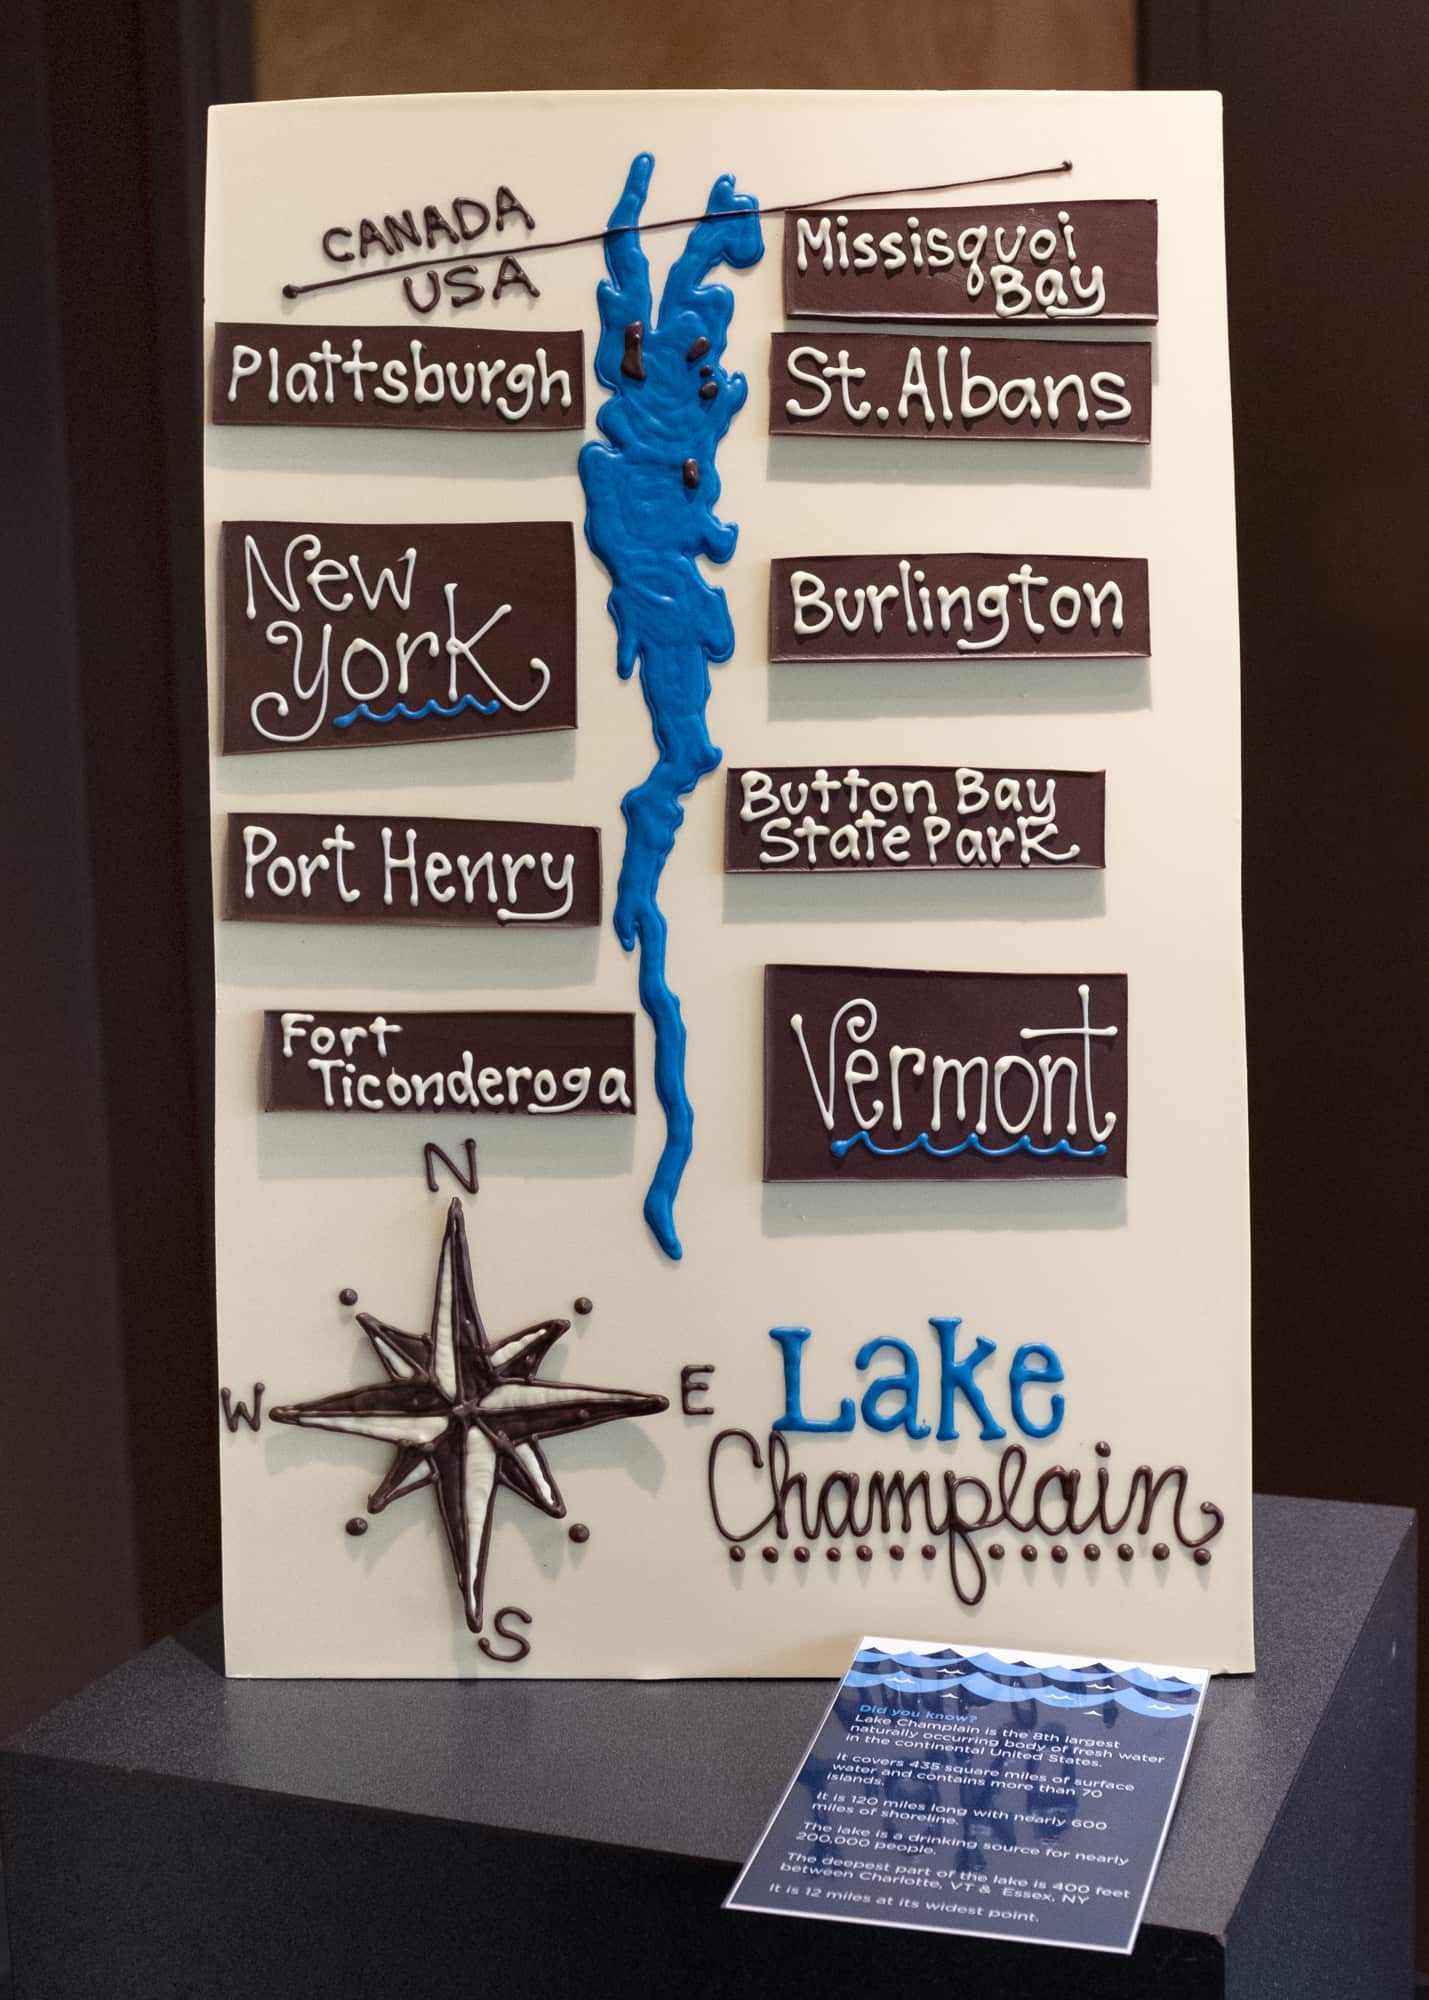 CANADA
USA
Missisquoi
Bay
Plattsburgh
St. Albans
New
York
Burlington
Button Bay
State Park
Port Henry
Vermont
Fort
Ticonderoga
N
W
E
S
Lake
Champlain
Did you know?
Lake Champlain is the 8th largest
naturally occurring body of fresh water
in the continental United States.
It covers 435 square miles of surface
water and contains more than 70
islands.
It is 120 miles long with nearly 600
miles of shoreline.
The lake is a drinking source for nearly
200,000 people.
The deepest part of the lake is 400 feet
between Charlotte, VT & Essex, NY
It is 12 miles at its widest point.